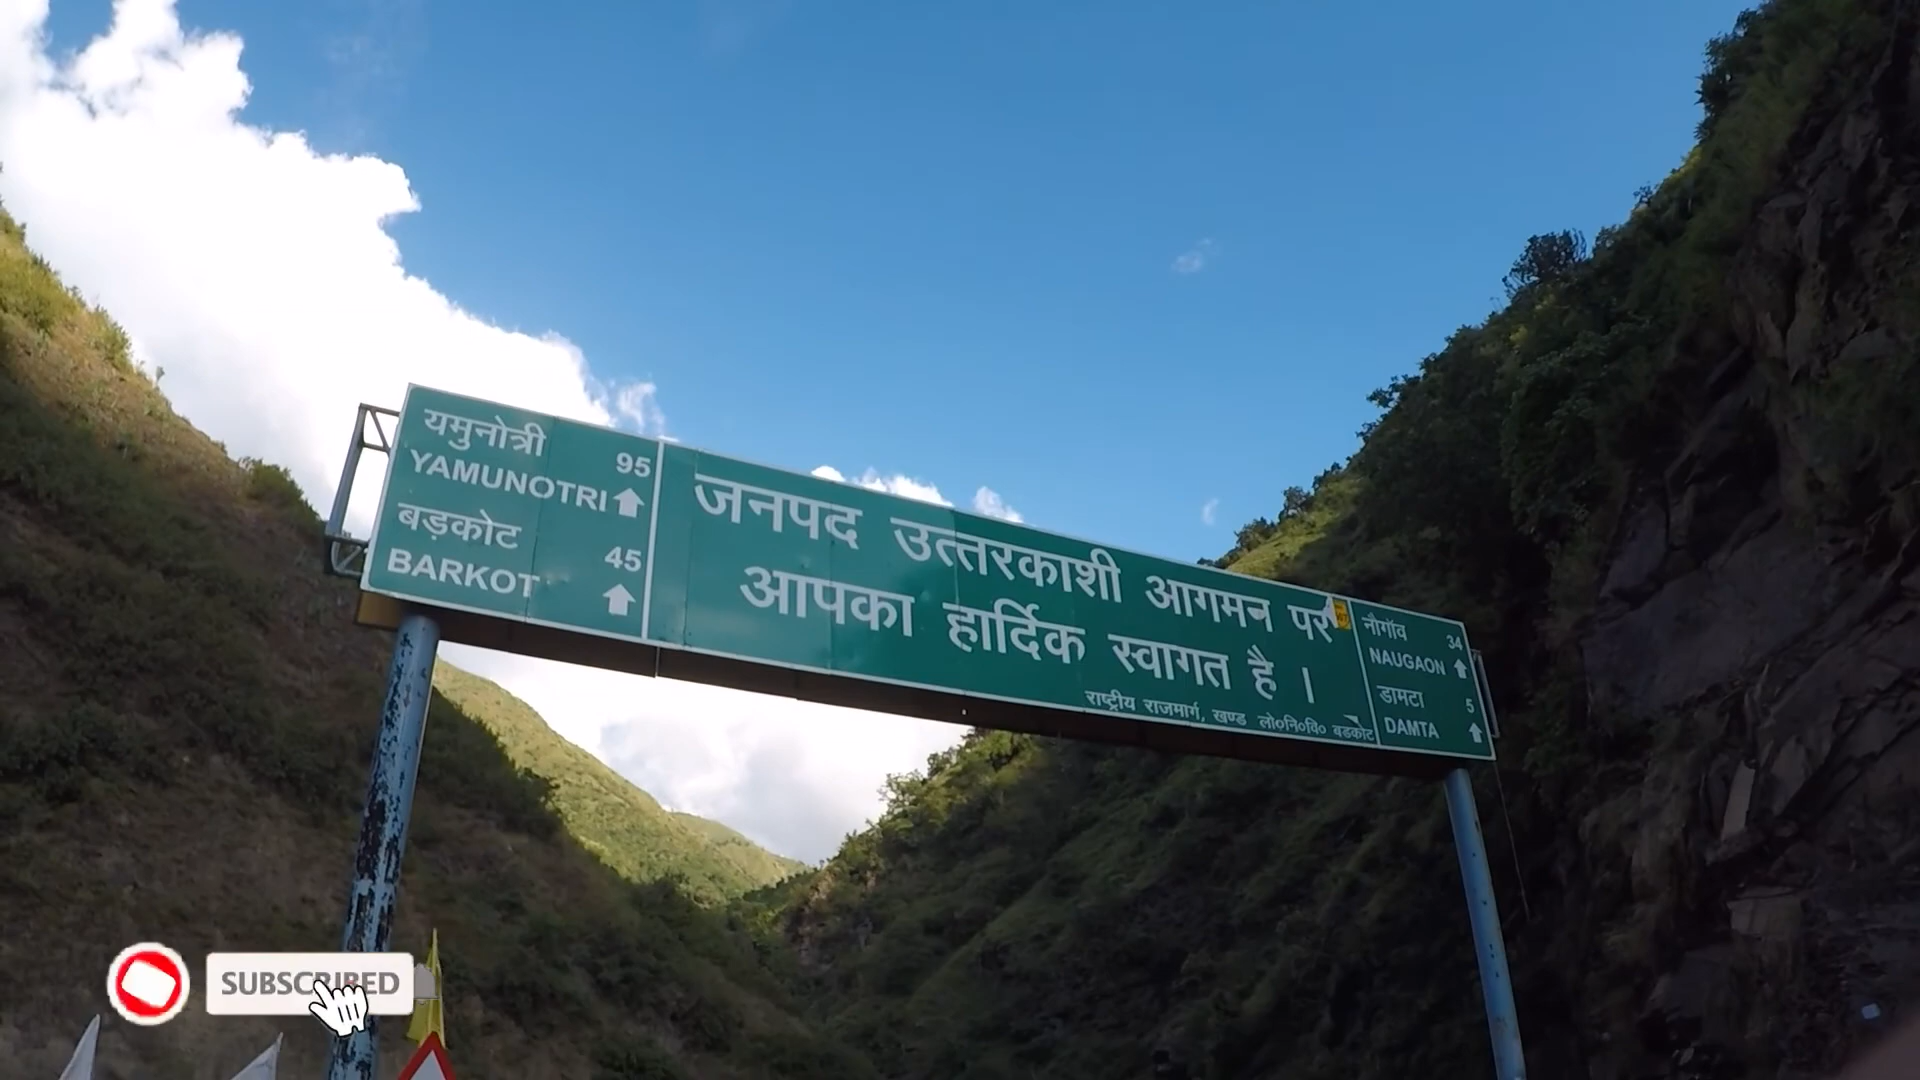 यमुनोत्री 95
YAMUNOTRI
बड़कोट 45
BARKOT
जनपद उत्तरकाशी आगमन पर
आपका हार्दिक स्वागत है ।
राष्ट्रीय राजमार्ग, खण्ड लो०नि०वि० बडकोट
नौगॉव 34
NAUGAON
डामटा 5
DAMTA
SUBSCRIBED